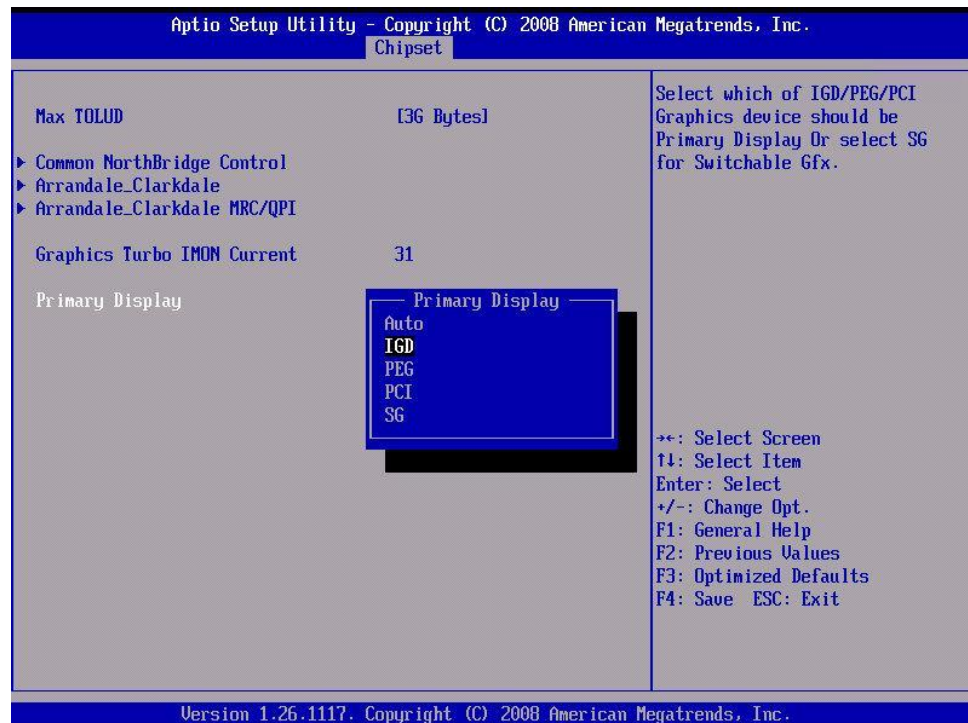 Aptio Setup Utility - Copyright (C) 2008 American Megatrends, Inc.
Chipset
Max TOLUD [3G Bytes]
► Common NorthBridge Control
► Arrandale_Clarkdale
► Arrandale_Clarkdale MRC/QPI
Graphics Turbo IMON Current 31
Primary Display
Primary Display
Auto
IGD
PEG
PCI
SG
Select which of IGD/PEG/PCI
Graphics device should be
Primary Display Or select SG
for Switchable Gfx.
→←: Select Screen
↑↓: Select Item
Enter: Select
+/-: Change Opt.
F1: General Help
F2: Previous Values
F3: Optimized Defaults
F4: Save ESC: Exit
Version 1.26.1117. Copyright (C) 2008 American Megatrends, Inc.